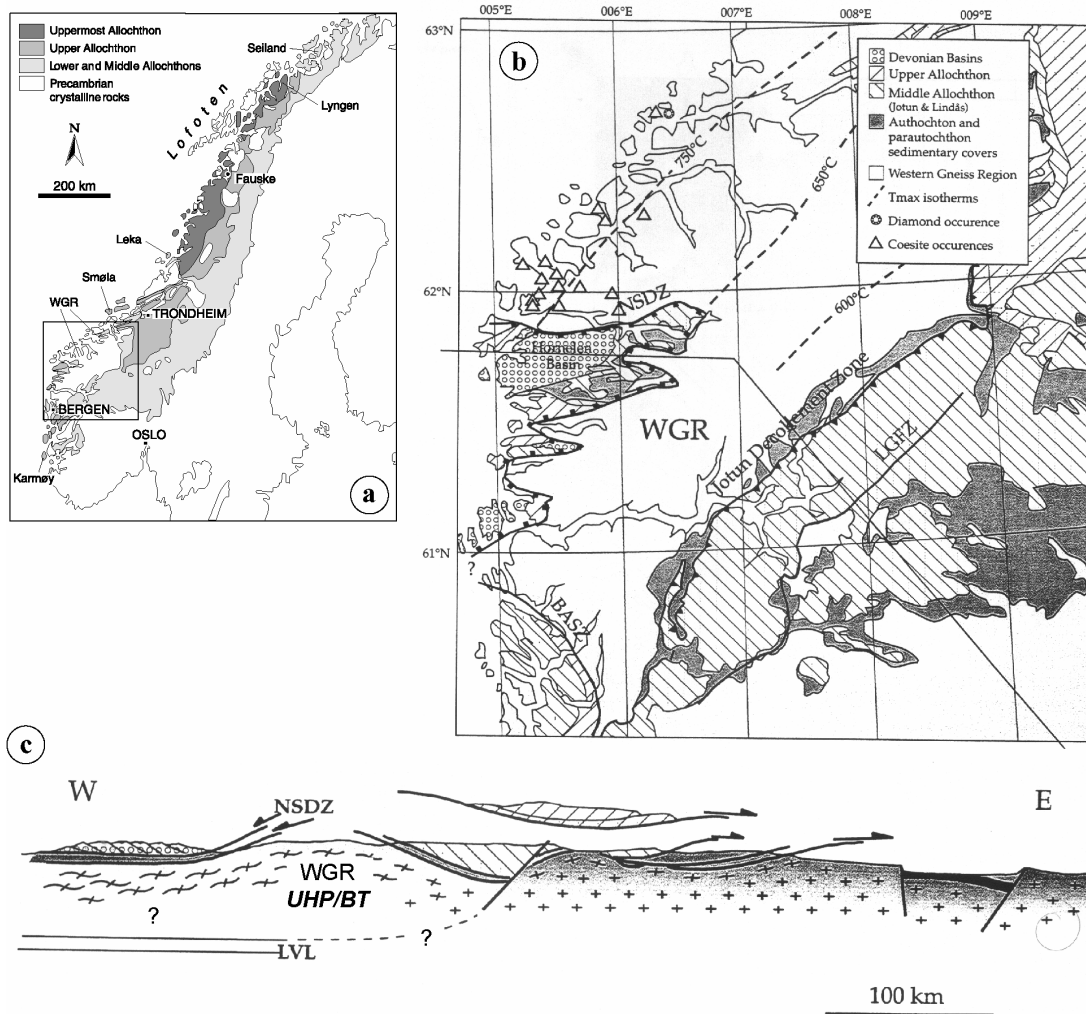 Uppermost Allochthon
Upper Allochthon
Lower and Middle Allochthons
Precambrian
crystalline rocks
N
200 km
Seiland
Lyngen
Lofoten
Fauske
Leka
Smøla
WGR
TRONDHEIM
BERGEN
OSLO
Karmøy
a
005°E
006°E
007°E
008°E
009°E
63°N
62°N
61°N
b
Devonian Basins
Upper Allochthon
Middle Allochthon
(Jotun & Lindås)
Authochton and
parautochthon
sedimentary covers
Western Gneiss Region
Tmax isotherms
Diamond occurence
Coesite occurences
750°C
650°C
600°C
NSDZ
Hornelen
Basin
WGR
Jotun Decollement Zone
LGFZ
?
BASZ
c
W
E
NSDZ
WGR
UHP/BT
?
?
LVL
100 km